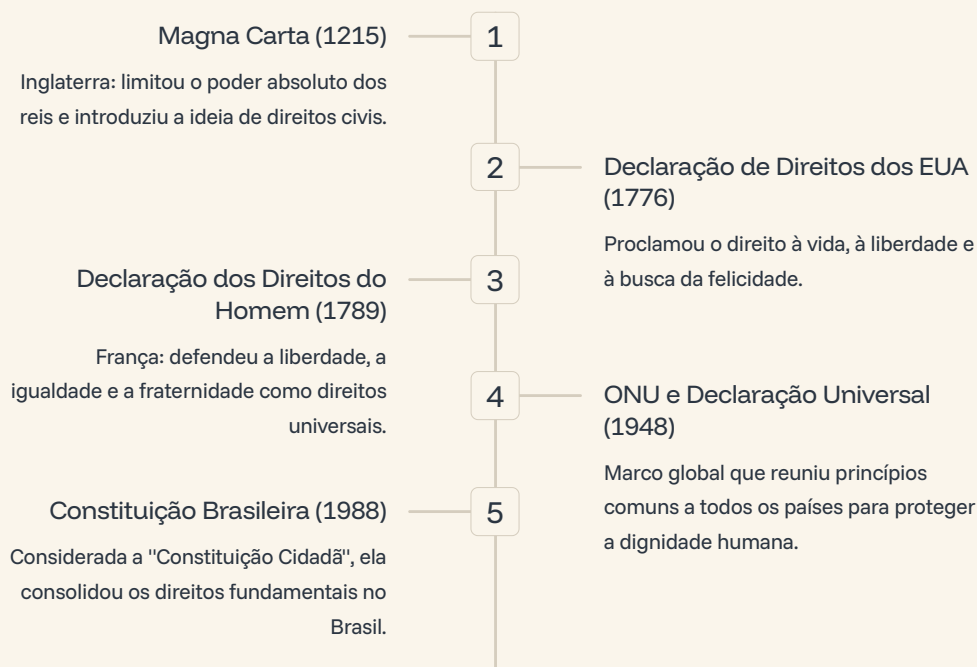 Magna Carta (1215)
Inglaterra: limitou o poder absoluto dos
reis e introduziu a ideia de direitos civis.
1
2
Declaração de Direitos dos EUA
(1776)
Proclamou o direito à vida, à liberdade e
à busca da felicidade.
Declaração dos Direitos do
Homem (1789)
França: defendeu a liberdade, a
igualdade e a fraternidade como direitos
universais.
3
4
ONU e Declaração Universal
(1948)
Marco global que reuniu princípios
comuns a todos os países para proteger
a dignidade humana.
Constituição Brasileira (1988)
Considerada a "Constituição Cidadã", ela
consolidou os direitos fundamentais no
Brasil.
5